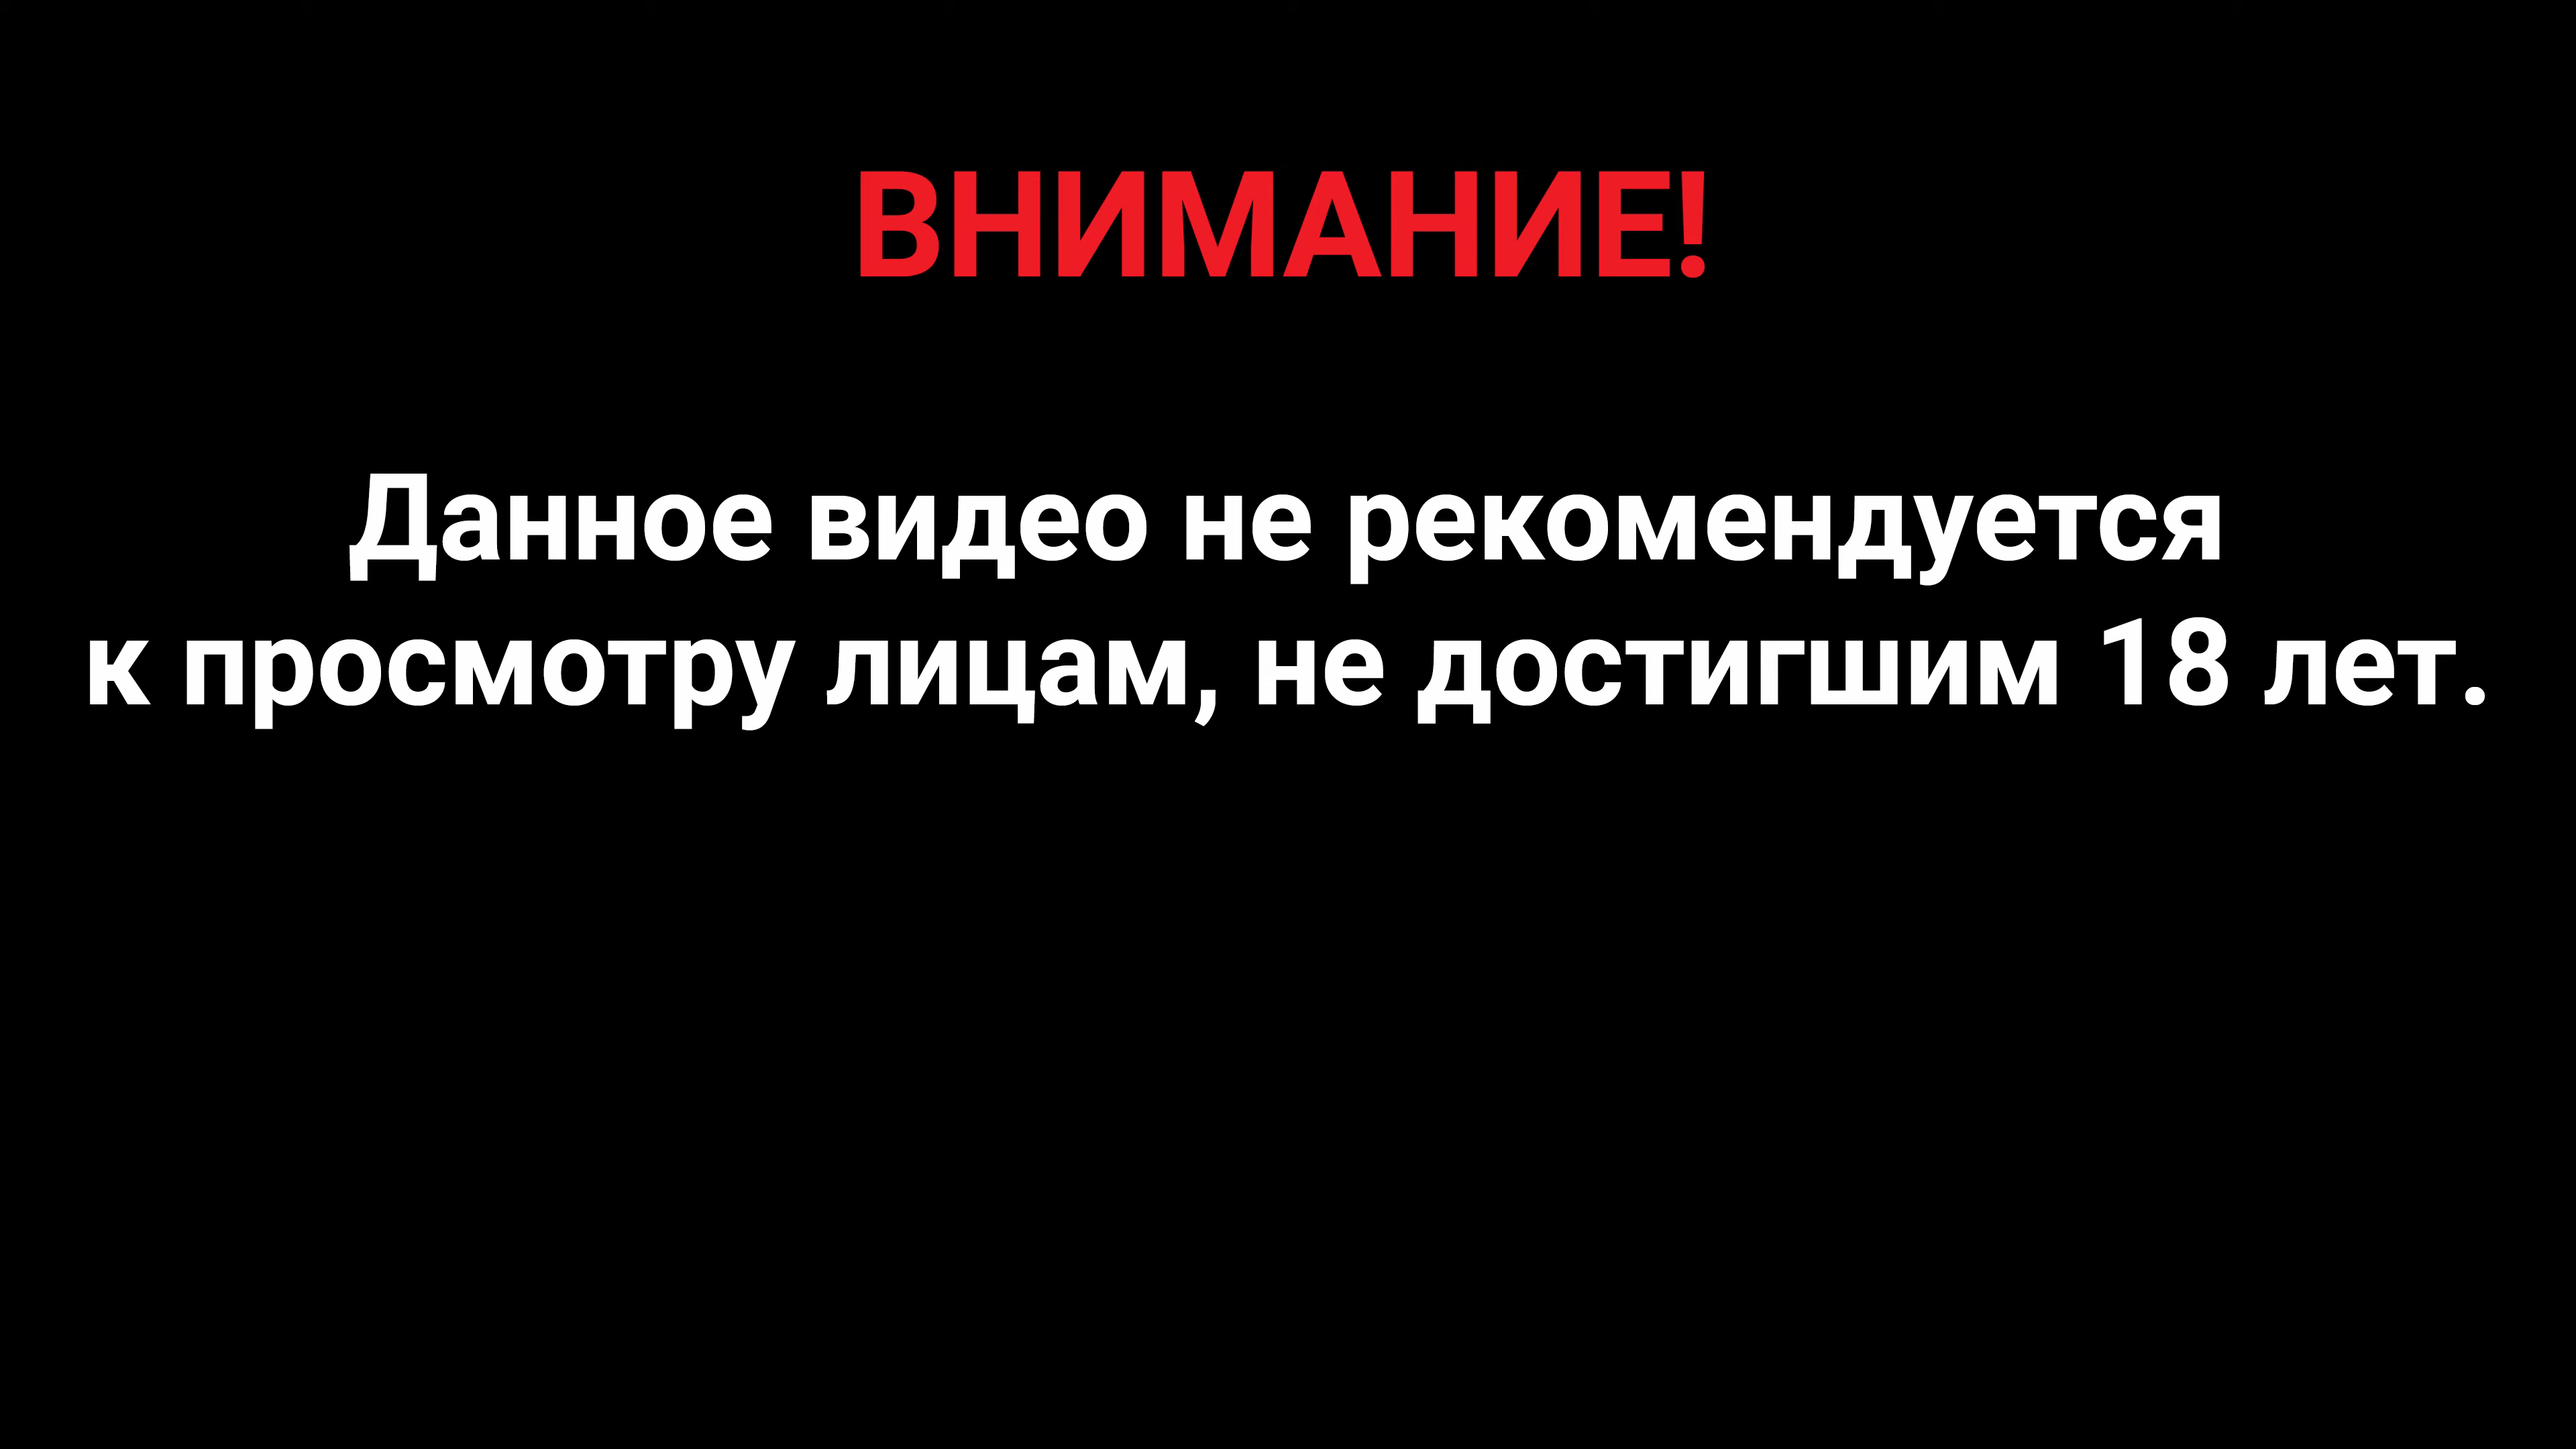 ВНИМАНИЕ!
Данное видео не рекомендуется
к просмотру лицам, не достигшим 18 лет.